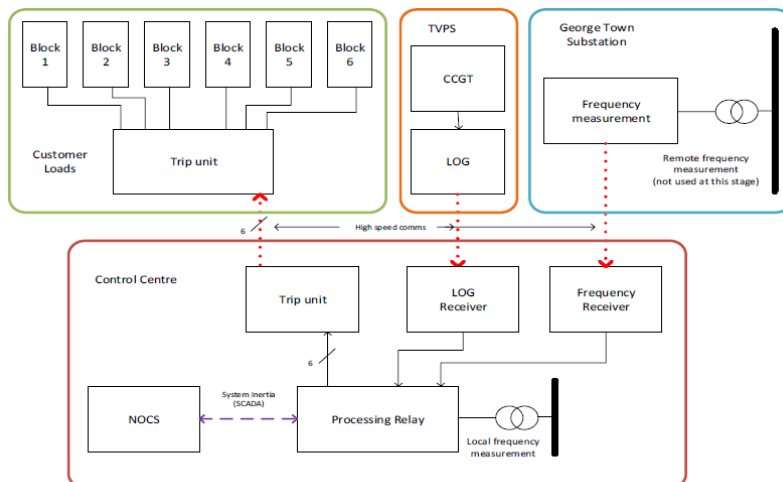 Block
1
Block
2
Block
3
Block
4
Block
5
Block
6
Customer
Loads
Trip unit
TVPS
CCGT
LOG
George Town
Substation
Frequency
measurement
Remote frequency
measurement
(not used at this stage)
6
High speed comms
Control Centre
Trip unit
LOG
Receiver
Frequency
Receiver
6
NOCS
System Inertia
(SCADA)
Processing Relay
Local frequency
measurement